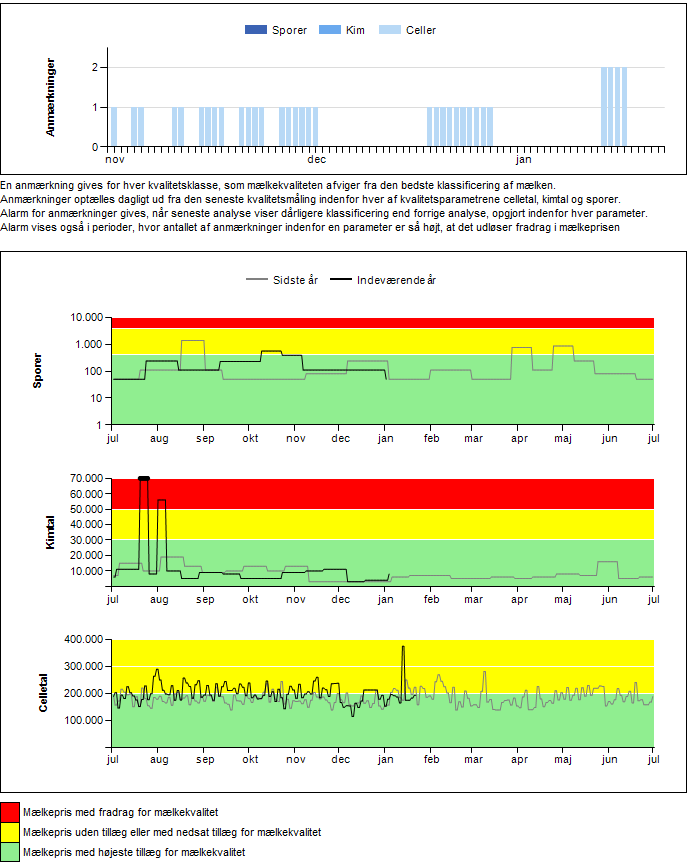 Sporer Kim Celler
Anmærkninger
2
1
0
nov dec jan
En anmærkning gives for hver kvalitetsklasse, som mælkekvaliteten afviger fra den bedste klassificering af mælken.
Anmærkninger optælles dagligt ud fra den seneste kvalitetsmåling indenfor hver af kvalitetsparametrene celletal, kimtal og sporer.
Alarm for anmærkninger gives, når seneste analyse viser dårligere klassificering end forrige analyse, opgjort indenfor hver parameter.
Alarm vises også i perioder, hvor antallet af anmærkninger indenfor en parameter er så højt, at det udløser fradrag i mælkeprisen
Sidste år Indeværende år
Sporer
10.000
1.000
100
10
1
jul aug sep okt nov dec jan feb mar apr maj jun jul
Kimtal
70.000
60.000
50.000
40.000
30.000
20.000
10.000
jul aug sep okt nov dec jan feb mar apr maj jun jul
Celletal
400.000
300.000
200.000
100.000
jul aug sep okt nov dec jan feb mar apr maj jun jul
Mælkepris med fradrag for mælkekvalitet
Mælkepris uden tillæg eller med nedsat tillæg for mælkekvalitet
Mælkepris med højeste tillæg for mælkekvalitet